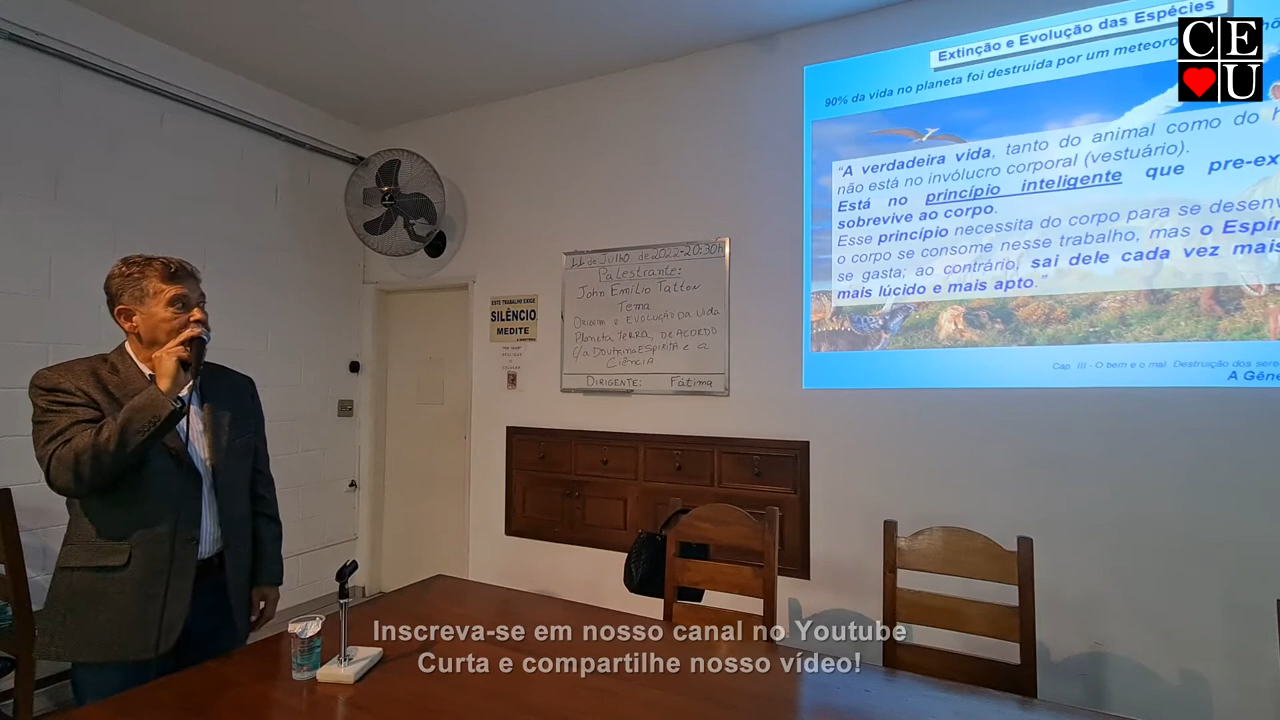 Extinção e Evolução das Espécies
90% da vida no planeta foi destruída por um meteoro
"A verdadeira vida, tanto do animal como do
não está no invólucro corporal (vestuário).
Está no princípio inteligente que pre-ex
sobrevive ao corpo.
Esse princípio necessita do corpo para se desenv
o corpo se consome nesse trabalho, mas o Espír
se gasta; ao contrário, sai dele cada vez mais
mais lúcido e mais apto."
Cap. III - O bem e o mal. Destruição dos sere
A Gêne
CE
U
11 de Julho de 2022-20:30h
Palestrante:
John Emílio Tatton
Tema
Origem e Evolução da Vida
Planeta Terra, de acordo
c/a Doutrina Espírita e a
Ciência
Dirigente: Fátima
ESTE TRABALHO EXIGE
SILÊNCIO
MEDITE
Inscreva-se em nosso canal no Youtube
Curta e compartilhe nosso vídeo!